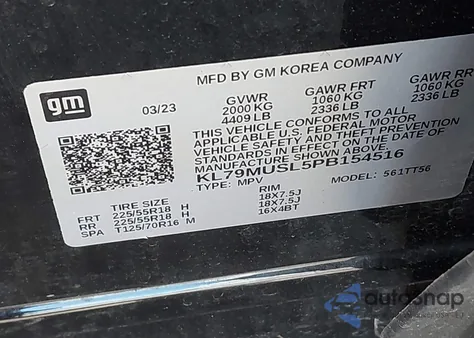 gm
MFD BY GM KOREA COMPANY
03/23
GVWR GAWR FRT GAWR RR
2000 KG 1060 KG 1060 KG
4409 LB 2336 LB 2336 LB
THIS VEHICLE CONFORMS TO ALL
APPLICABLE U.S. FEDERAL MOTOR
VEHICLE SAFETY AND THEFT PREVENTION
STANDARDS IN EFFECT ON THE DATE OF
MANUFACTURE SHOWN ABOVE.
KL79MUSL5PB154516
TYPE: MPV MODEL: 561TT56
TIRE SIZE RIM
FRT 225/55R18 H 18X7.5J
RR 225/55R18 H 18X7.5J
SPA T125/70R16 M 16X4BT
autosnap